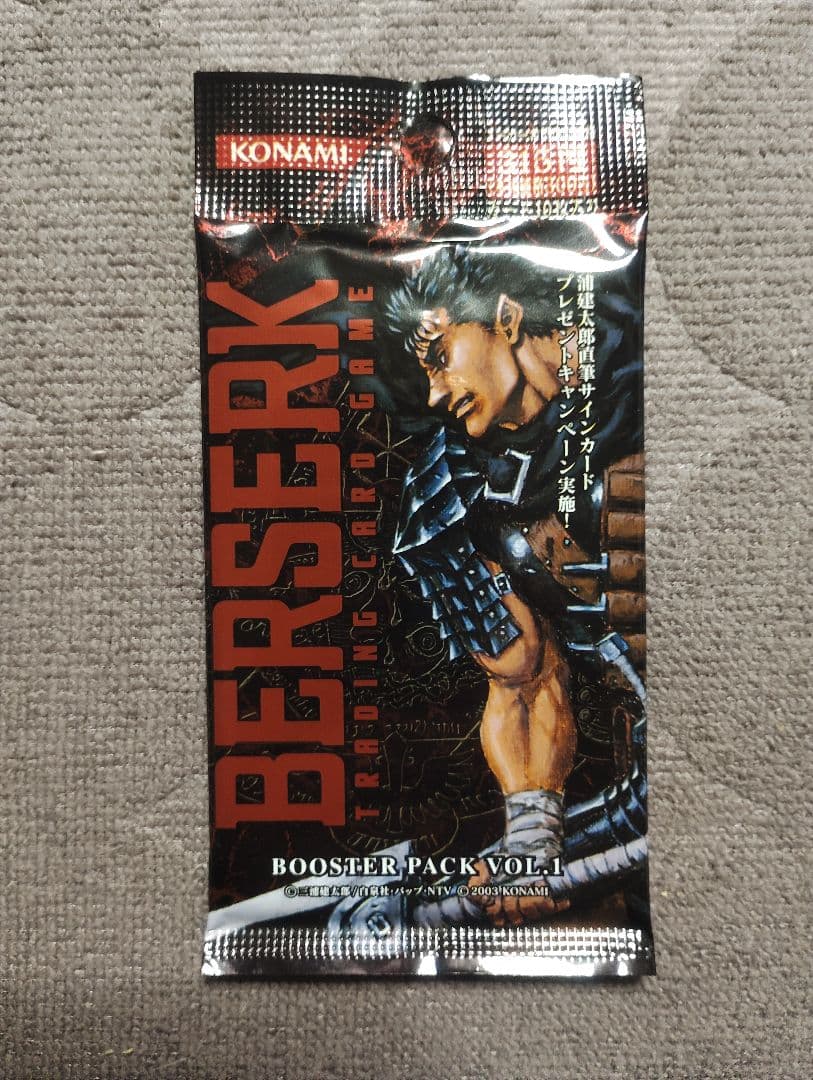 KONAMI
BERSERK
TRADING CARD GAME
浦建太郎直筆サインカード
プレゼントキャンペーン実施!
BOOSTER PACK VOL.1
©三浦建太郎/白泉社・バップ・NTV © 2003 KONAMI